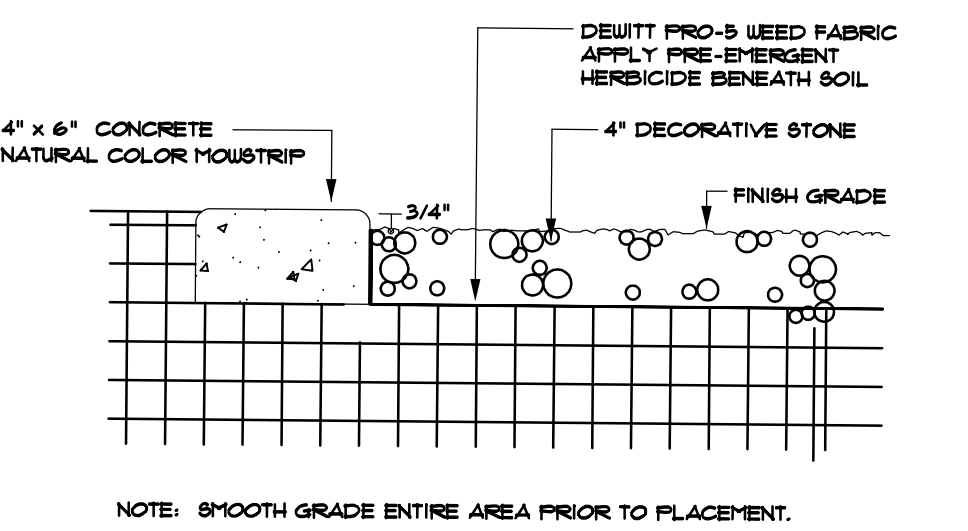 DEWITT PRO-5 WEED FABRIC
APPLY PRE-EMERGENT
HERBICIDE BENEATH SOIL
4" x 6" CONCRETE
NATURAL COLOR MOWSTRIP
4" DECORATIVE STONE
FINISH GRADE
3/4"
NOTE: SMOOTH GRADE ENTIRE AREA PRIOR TO PLACEMENT.